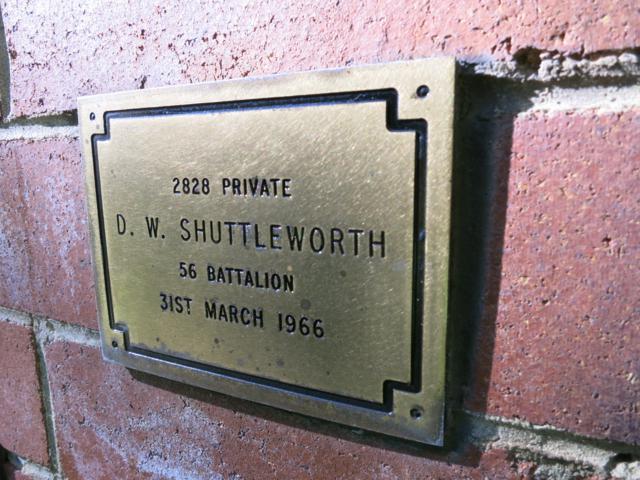 2828 PRIVATE
D. W. SHUTTLEWORTH
56 BATTALION
31ST MARCH 1966